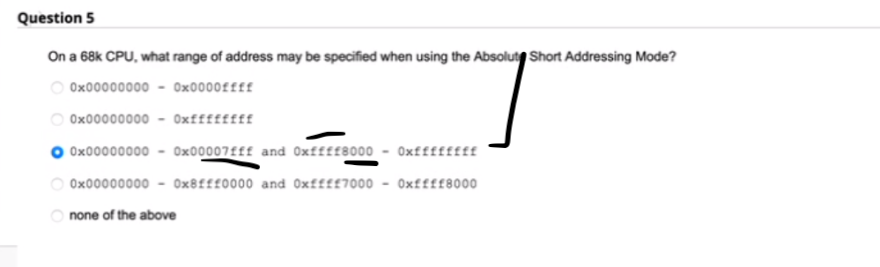 Question 5
On a 68k CPU, what range of address may be specified when using the Absolute Short Addressing Mode?
0x00000000 - 0x0000ffff
0x00000000 - 0xffffffff
0x00000000 - 0x00007fff and 0xffff8000 - 0xffffffff
0x00000000 - 0x8fff0000 and 0xffff7000 - 0xffff8000
none of the above